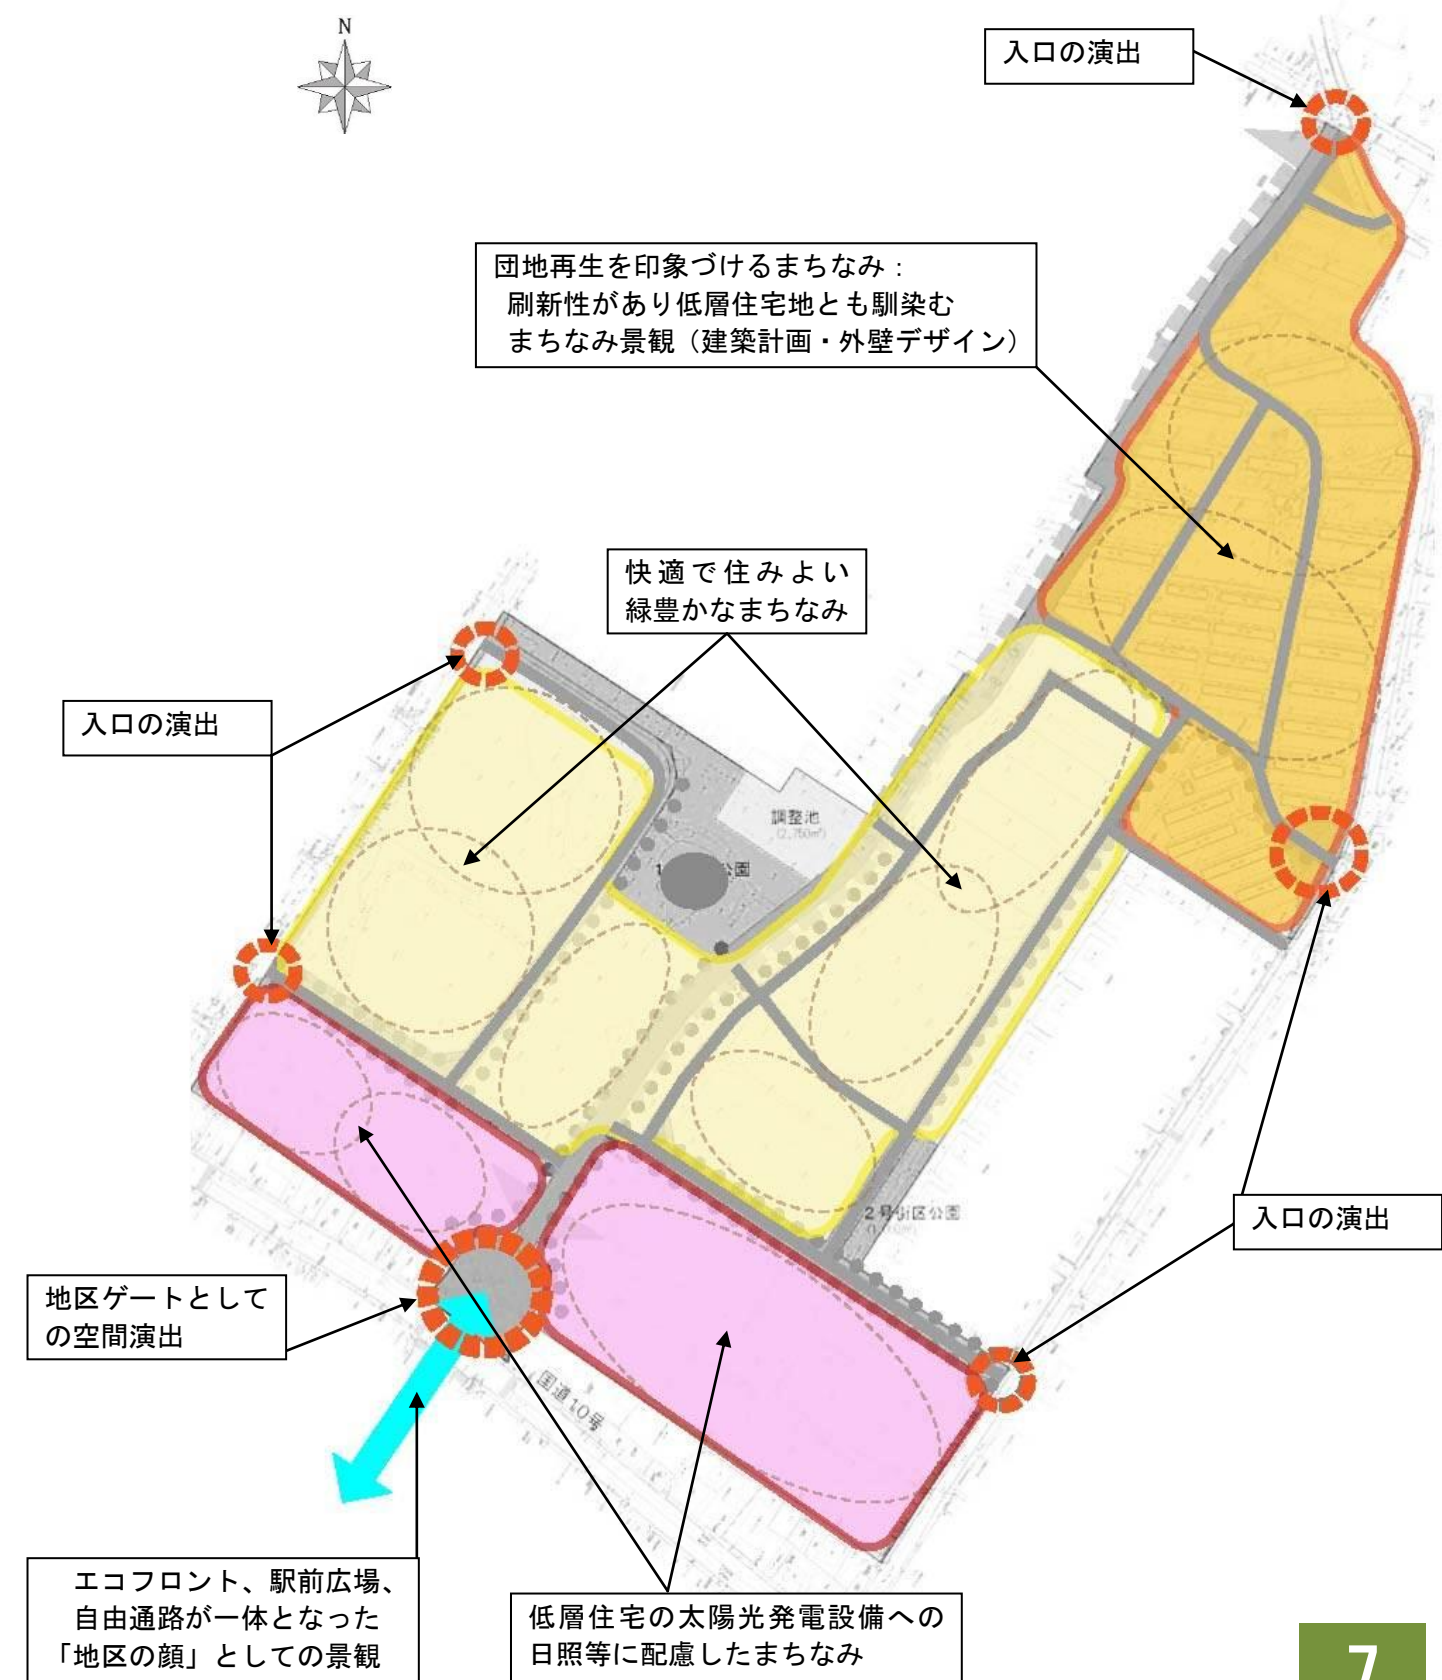 N
入口の演出
団地再生を印象づけるまちなみ：
刷新性があり低層住宅地とも馴染む
まちなみ景観（建築計画・外壁デザイン）
快適で住みよい
緑豊かなまちなみ
入口の演出
調整池
(2,750㎡)
1
公園
2号街区公園
入口の演出
地区ゲートとして
の空間演出
国道10号
エコフロント、駅前広場、
自由通路が一体となった
「地区の顔」としての景観
低層住宅の太陽光発電設備への
日照等に配慮したまちなみ
7